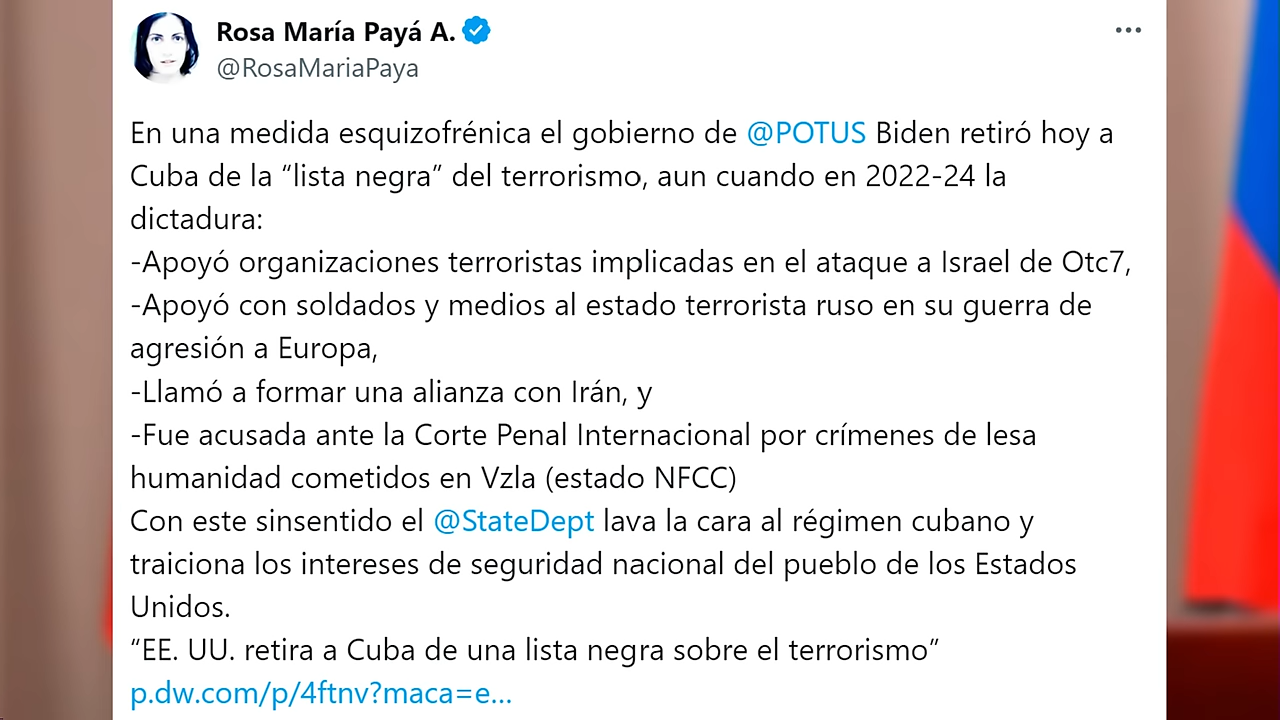 Rosa María Payá A.
@RosaMariaPaya
En una medida esquizofrénica el gobierno de @POTUS Biden retiró hoy a
Cuba de la “lista negra” del terrorismo, aun cuando en 2022-24 la
dictadura:
-Apoyó organizaciones terroristas implicadas en el ataque a Israel de Otc7,
-Apoyó con soldados y medios al estado terrorista ruso en su guerra de
agresión a Europa,
-Llamó a formar una alianza con Irán, y
-Fue acusada ante la Corte Penal Internacional por crímenes de lesa
humanidad cometidos en Vzla (estado NFCC)
Con este sinsentido el @StateDept lava la cara al régimen cubano y
traiciona los intereses de seguridad nacional del pueblo de los Estados
Unidos.
“EE. UU. retira a Cuba de una lista negra sobre el terrorismo”
p.dw.com/p/4ftnv?maca=e...